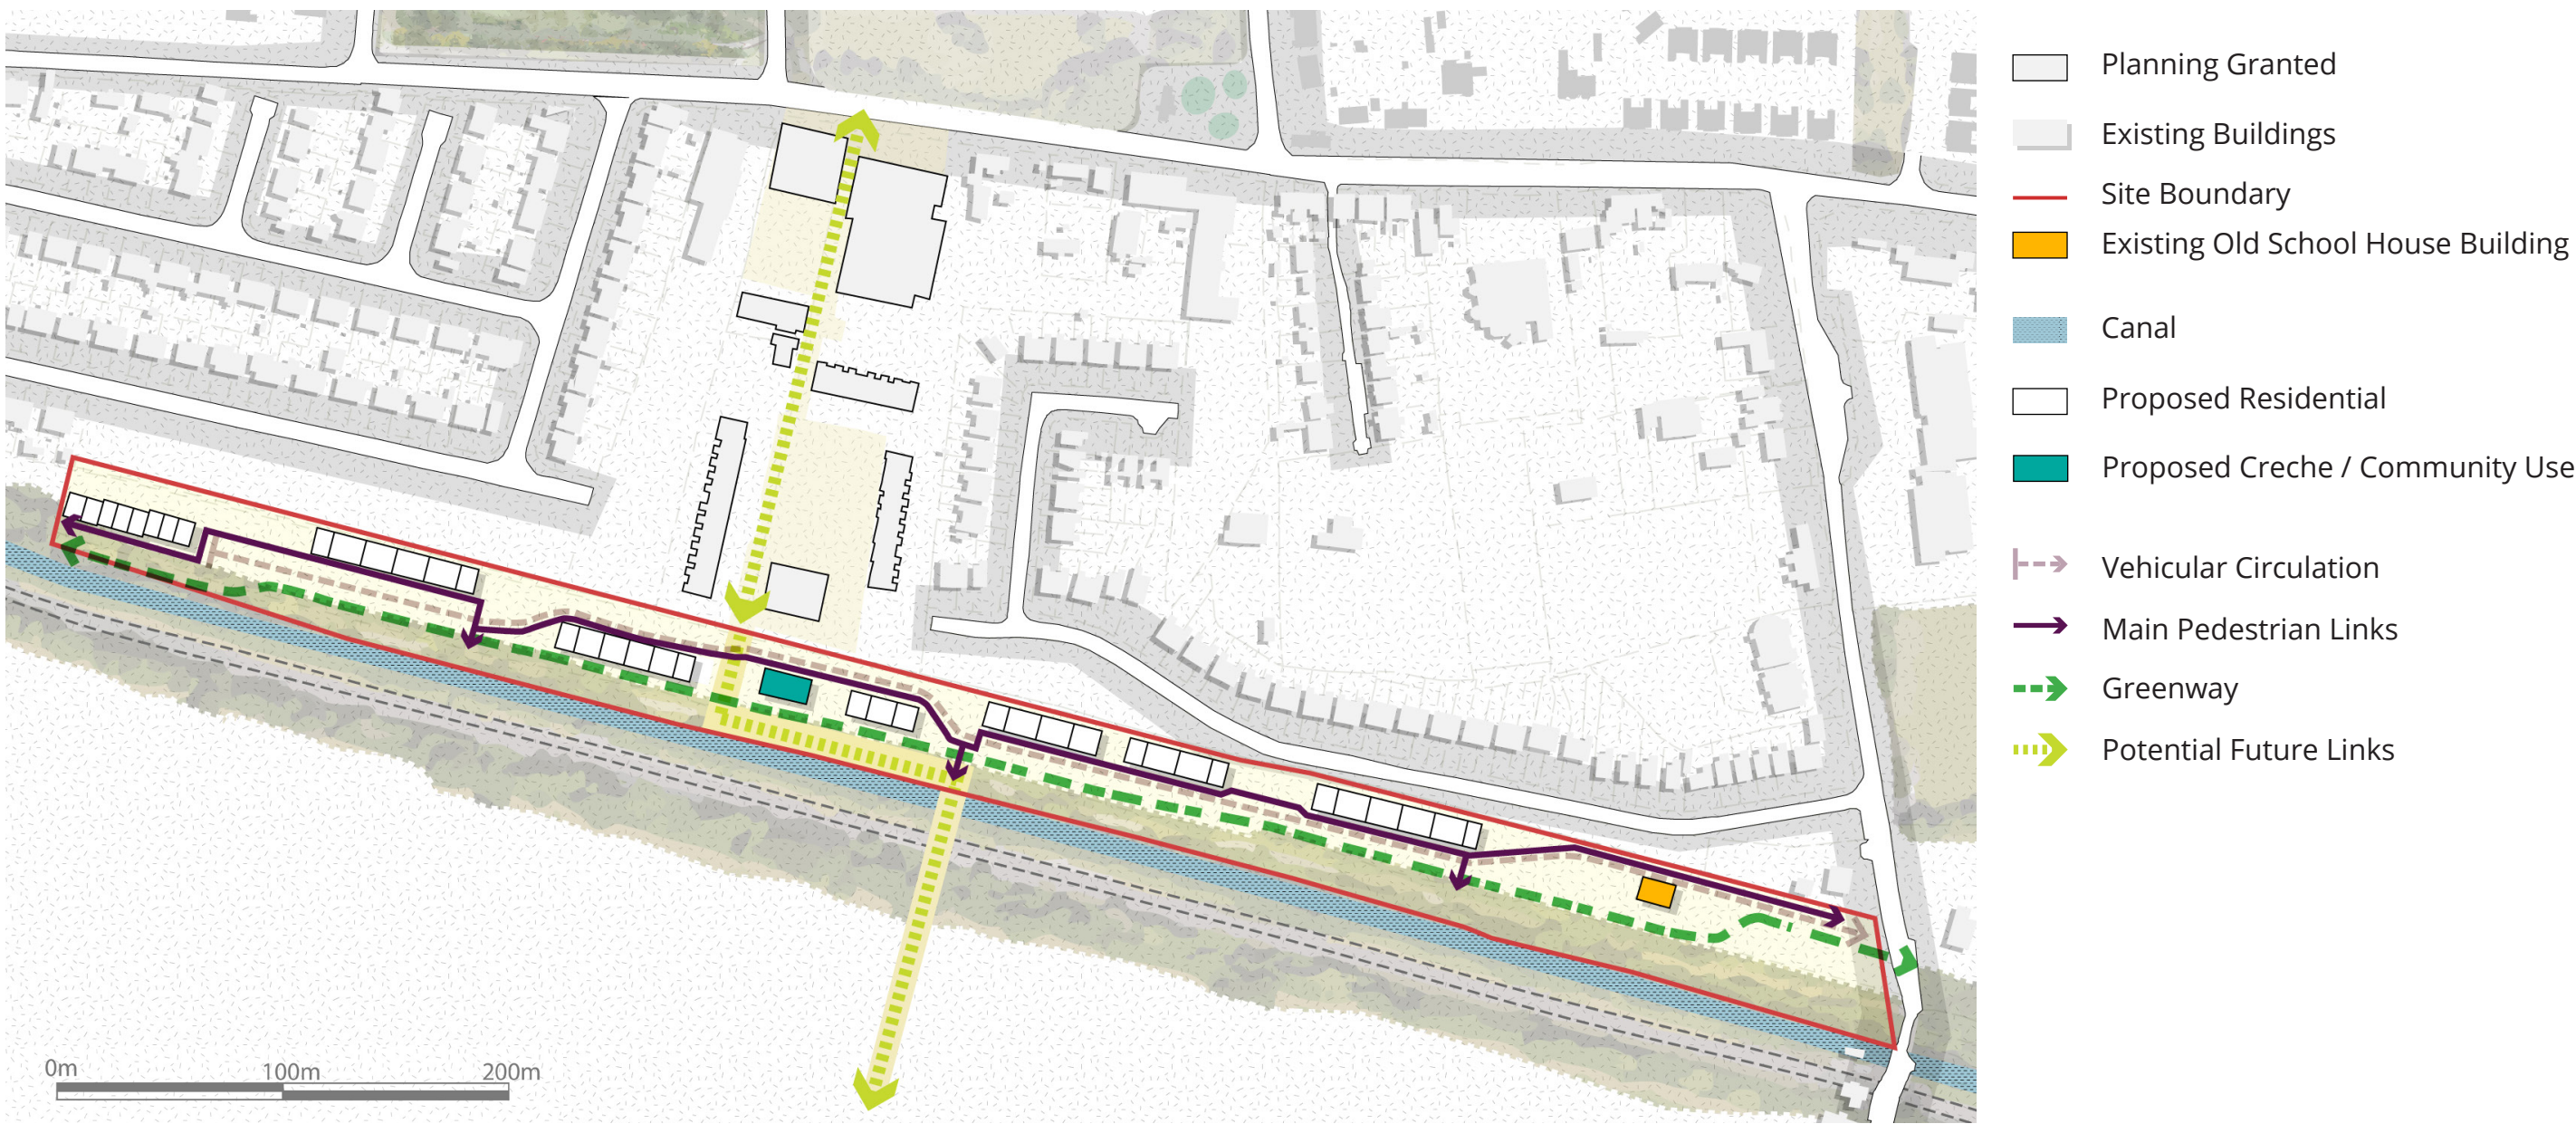 Planning Granted
Existing Buildings
Site Boundary
Existing Old School House Building
Canal
Proposed Residential
Proposed Creche / Community Use
Vehicular Circulation
Main Pedestrian Links
Greenway
Potential Future Links
0m 100m 200m